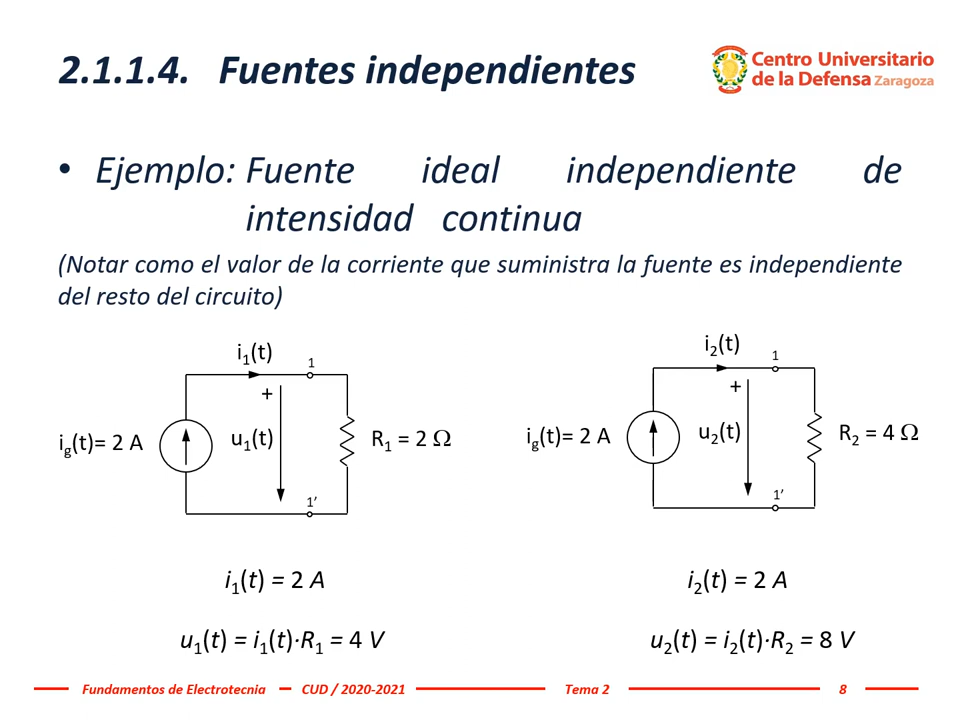 2.1.1.4. Fuentes independientes
Centro Universitario
de la Defensa Zaragoza
• Ejemplo: Fuente ideal independiente de
intensidad continua
(Notar como el valor de la corriente que suministra la fuente es independiente
del resto del circuito)
i₁(t)
1
+
i_g(t)= 2 A
u₁(t)
R₁ = 2 Ω
1’
i₂(t)
1
+
i_g(t)= 2 A
u₂(t)
R₂ = 4 Ω
1’
i₁(t) = 2 A
i₂(t) = 2 A
u₁(t) = i₁(t)·R₁ = 4 V
u₂(t) = i₂(t)·R₂ = 8 V
Fundamentos de Electrotecnia CUD / 2020-2021 Tema 2 8